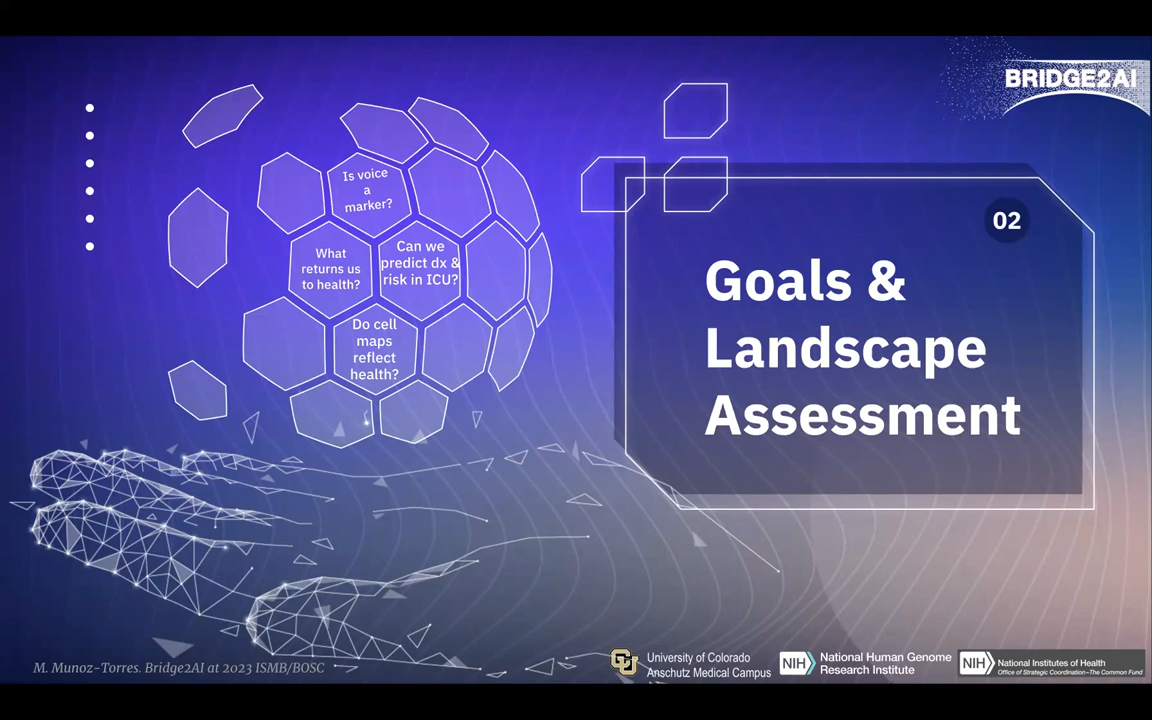 BRIDGE2AI
Is voice
a
marker?
What
returns us
to health?
Can we
predict dx &
risk in ICU?
Do cell
maps
reflect
health?
02
Goals &
Landscape
Assessment
M. Munoz-Torres. Bridge2AI at 2023 ISMB/BOSC
CU
University of Colorado
Anschutz Medical Campus
NIH
National Human Genome
Research Institute
NIH
National Institutes of Health
Office of Strategic Coordination–The Common Fund